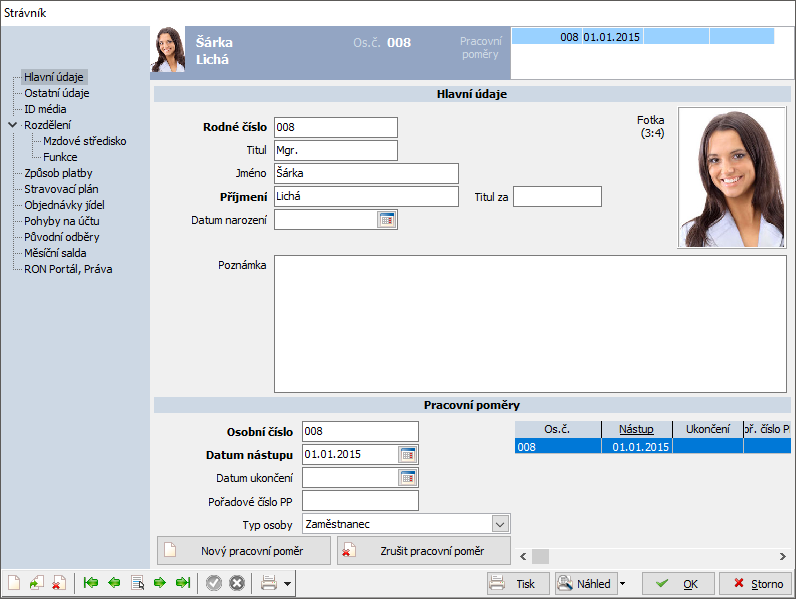 Strávník
Hlavní údaje
Ostatní údaje
ID média
Rozdělení
Mzdové středisko
Funkce
Způsob platby
Stravovací plán
Objednávky jídel
Pohyby na účtu
Původní odběry
Měsíční salda
RON Portál, Práva
Šárka
Lichá
Os.č. 008
Pracovní
poměry
008 01.01.2015
Hlavní údaje
Rodné číslo 008
Titul Mgr.
Jméno Šárka
Příjmení Lichá Titul za
Datum narození
Fotka
(3:4)
Poznámka
Pracovní poměry
Osobní číslo 008
Datum nástupu 01.01.2015
Datum ukončení
Pořadové číslo PP
Typ osoby Zaměstnanec
Nový pracovní poměr Zrušit pracovní poměr
Os.č. Nástup Ukončení oř. číslo P
008 01.01.2015
Tisk Náhled OK Storno